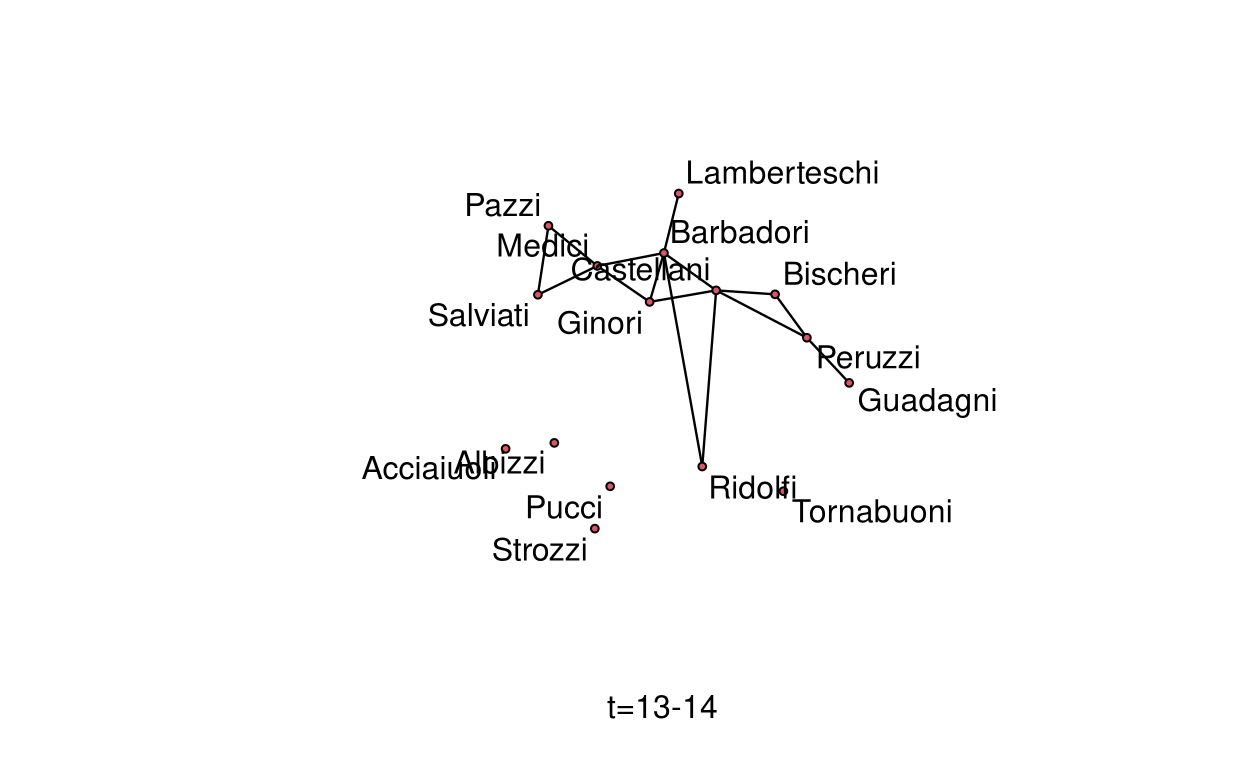 Lamberteschi
Pazzi
Barbadori
Medici
Castellani
Bischeri
Salviati
Ginori
Peruzzi
Guadagni
Acciaiuoli
Albizzi
Ridolfi
Pucci
Tornabuoni
Strozzi
t=13-14